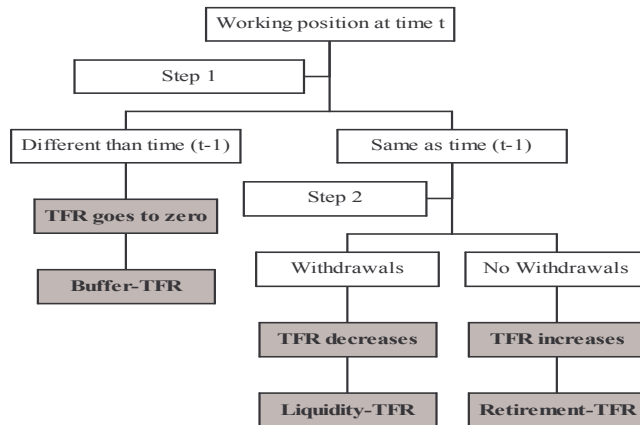 Working position at time t
Step 1
Different than time (t-1)
Same as time (t-1)
TFR goes to zero
Step 2
Buffer-TFR
Withdrawals
No Withdrawals
TFR decreases
TFR increases
Liquidity-TFR
Retirement-TFR